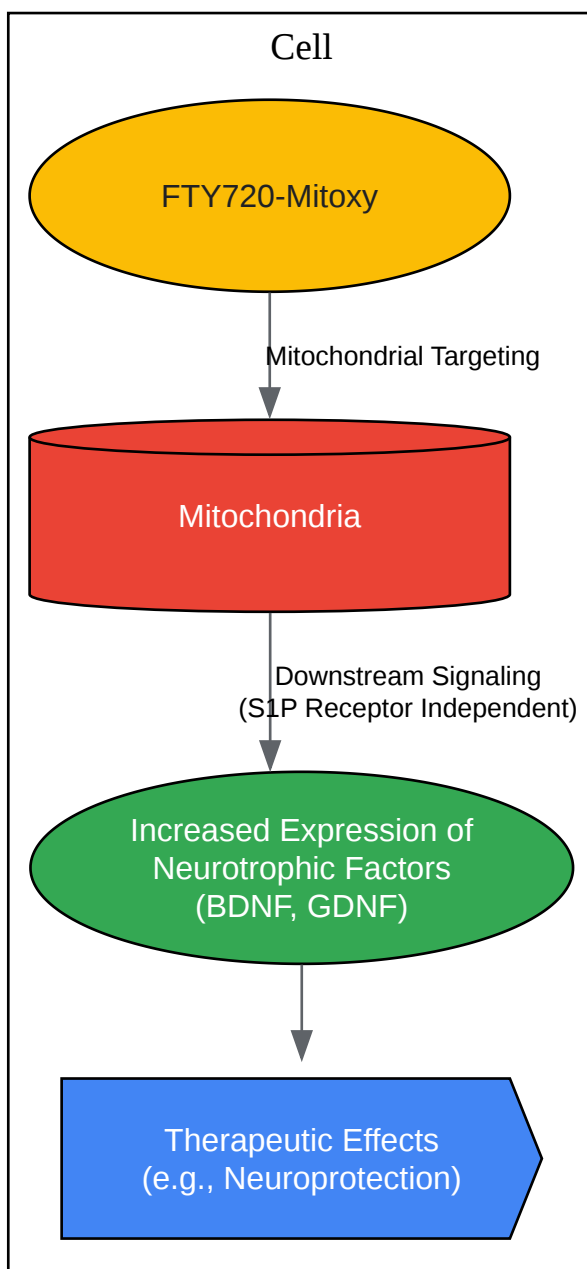 Cell
FTY720-Mitoxy
Mitochondrial Targeting
Mitochondria
Downstream Signaling
(S1P Receptor Independent)
Increased Expression of
Neurotrophic Factors
(BDNF, GDNF)
Therapeutic Effects
(e.g., Neuroprotection)